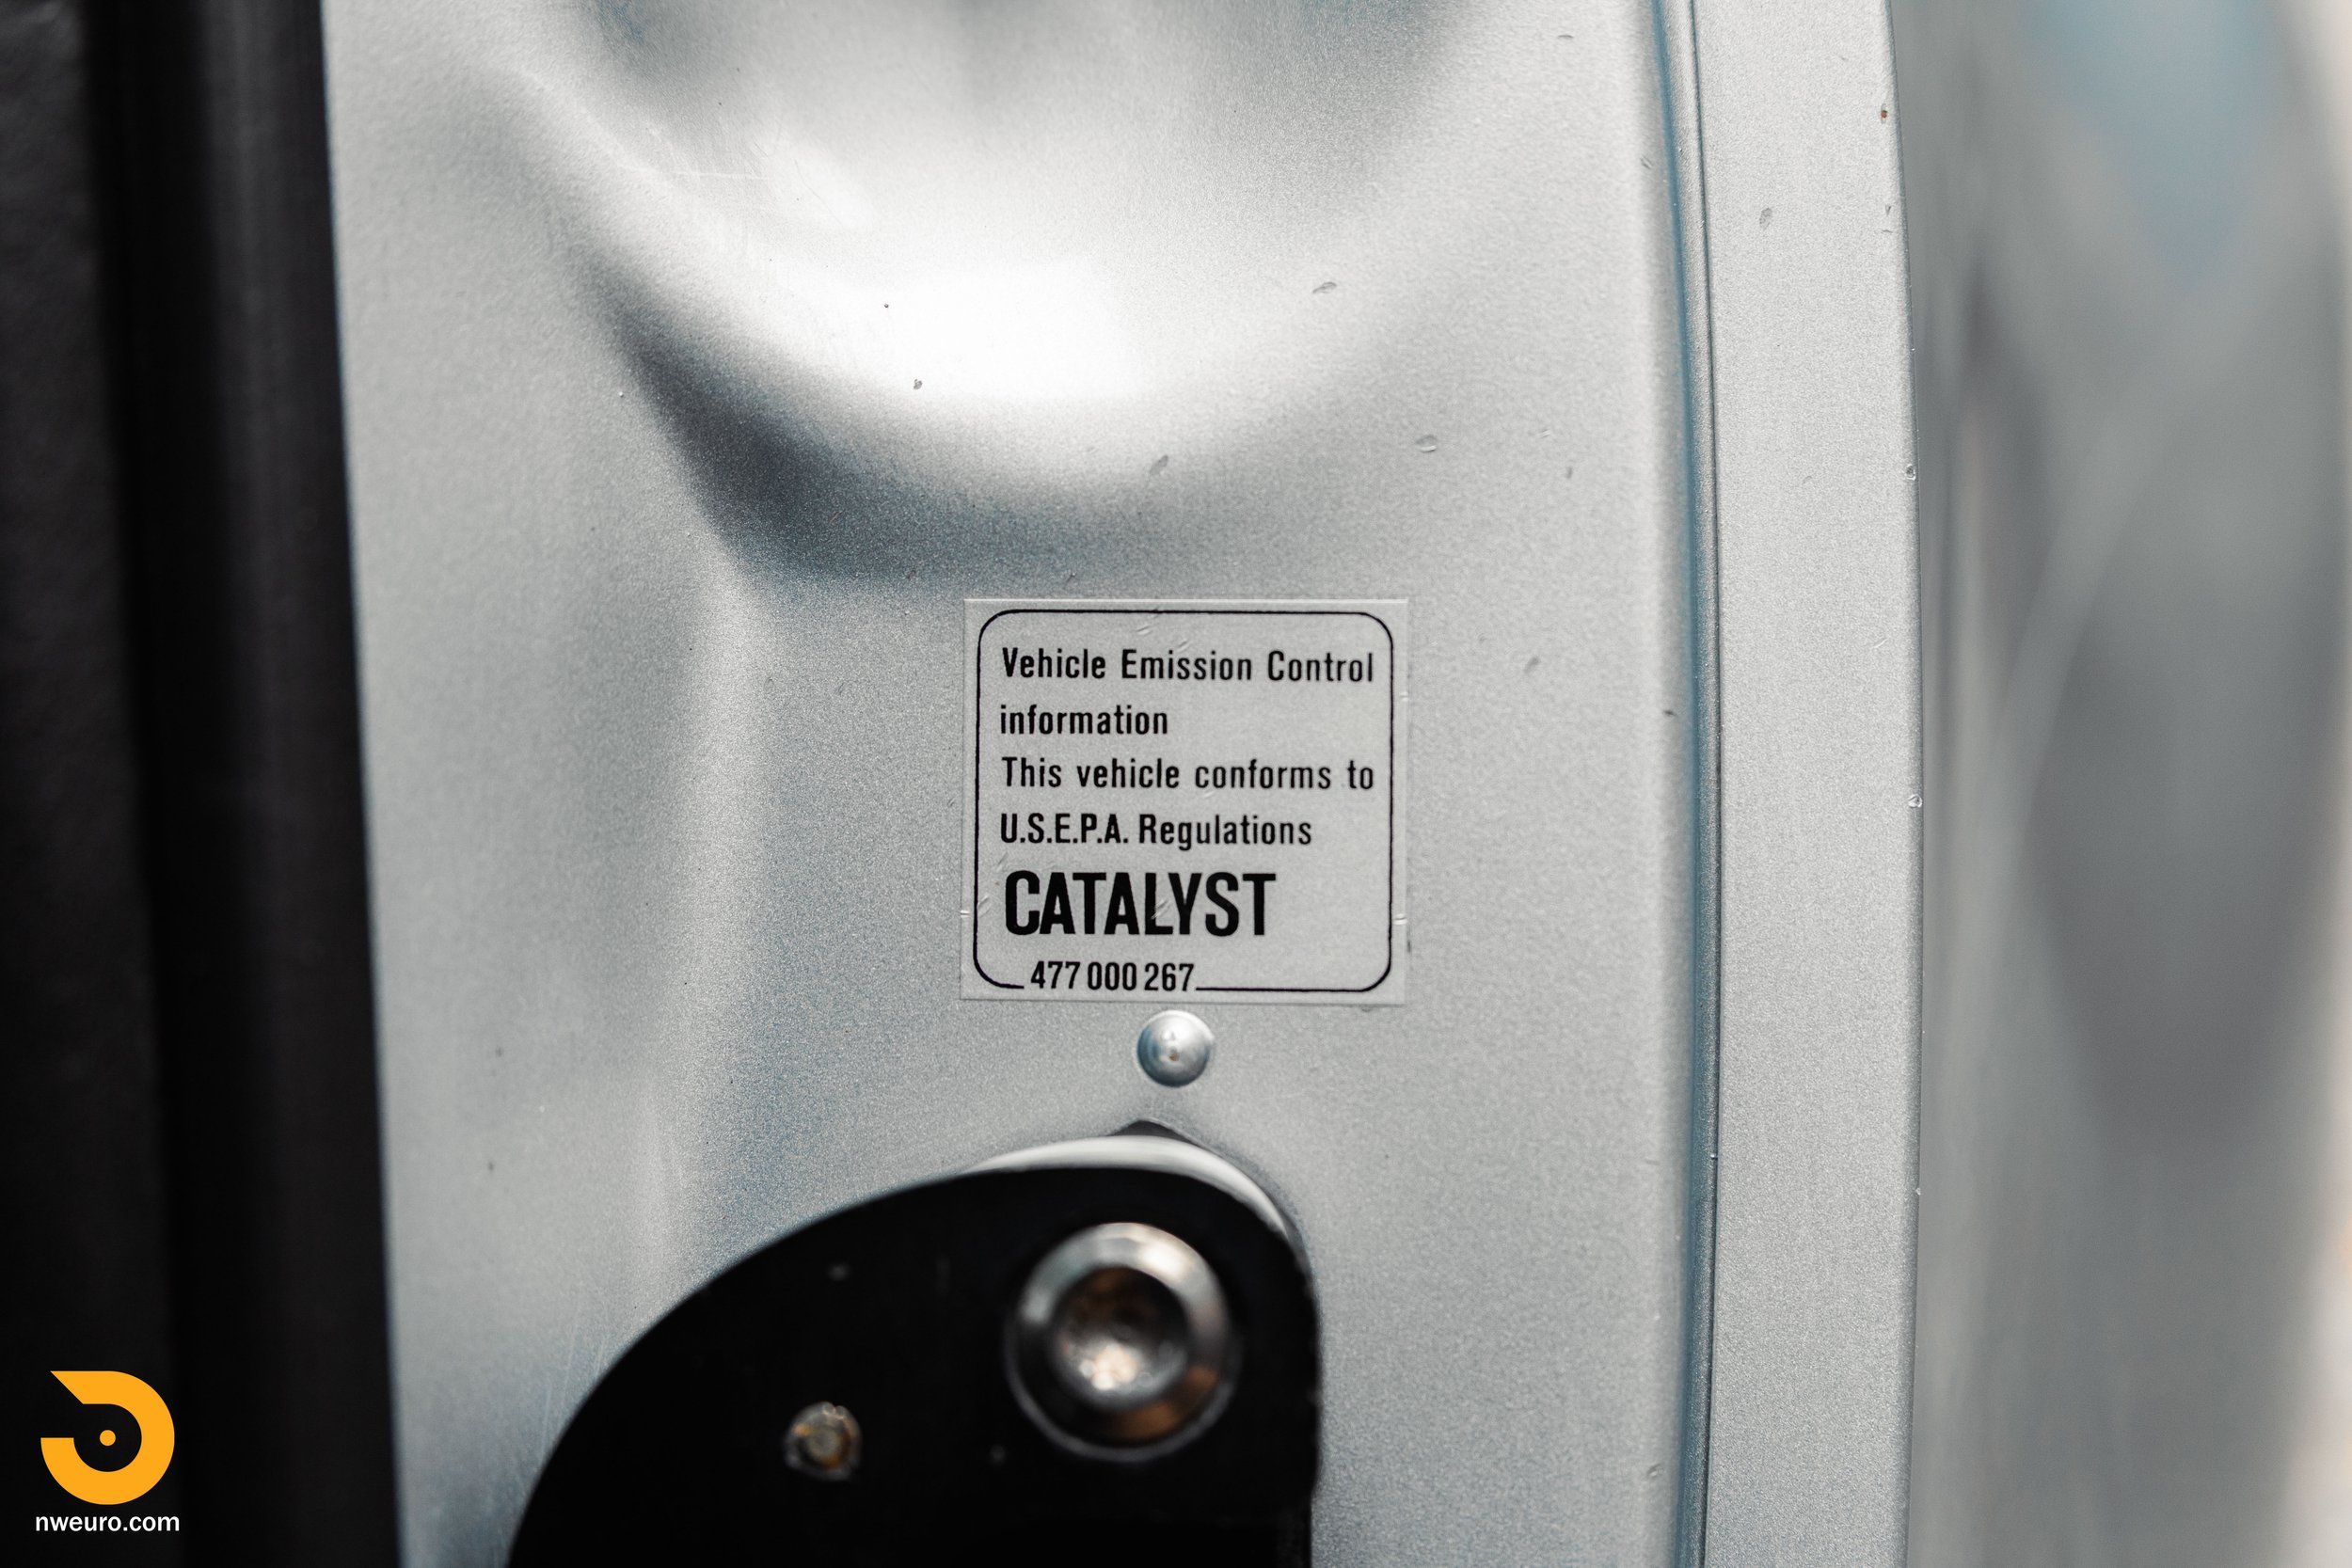 Vehicle Emission Control
information
This vehicle conforms to
U.S.E.P.A. Regulations
CATALYST
477 000 267
nweuro.com